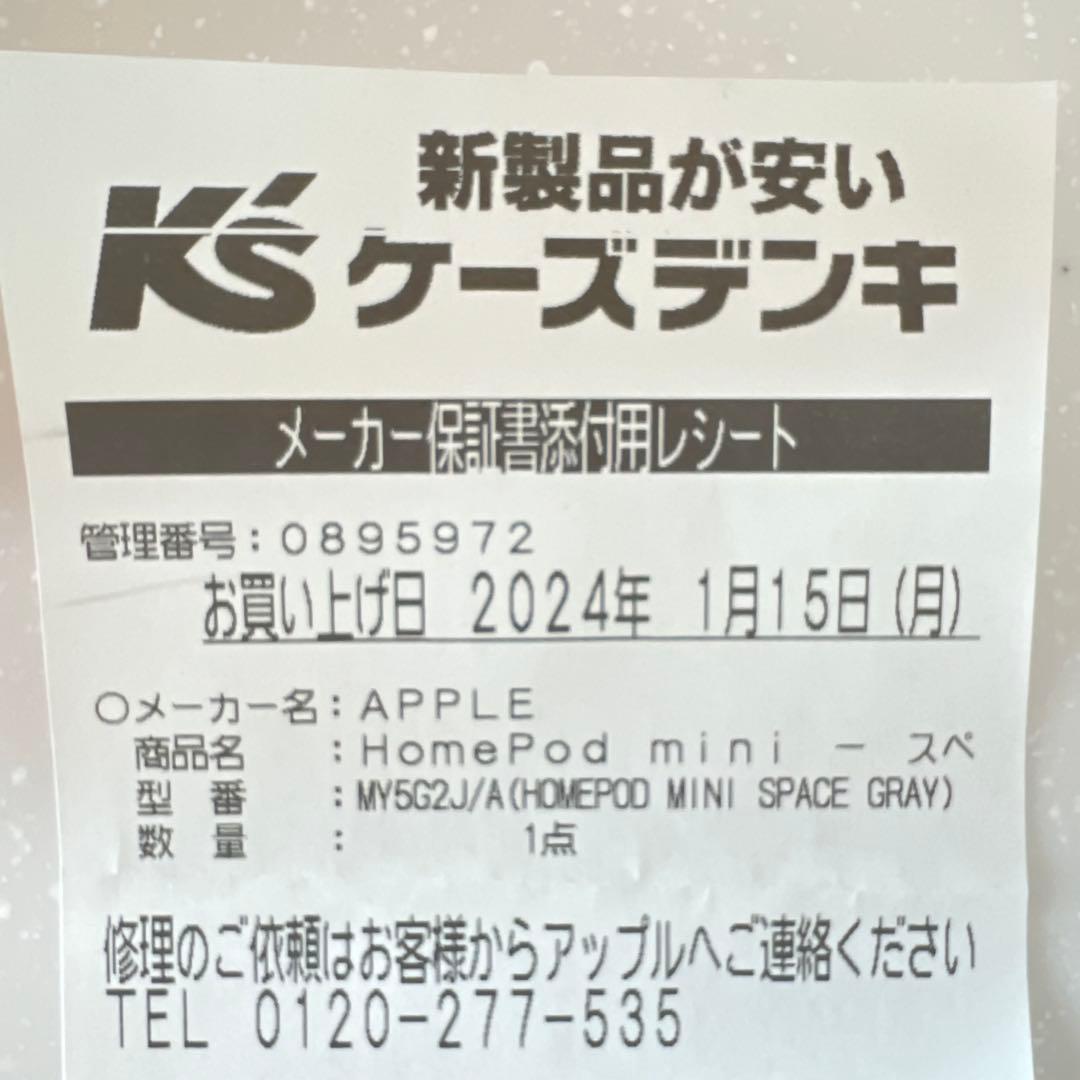 新製品が安い
K's ケーズデンキ
メーカー保証書添付用レシート
管理番号：0895972
お買い上げ日 2024年 1月15日(月)
○メーカー名：APPLE
商品名 ：HomePod mini － スペ
型 番 ：MY5G2J/A(HOMEPOD MINI SPACE GRAY)
数 量 ： 1点
修理のご依頼はお客様からアップルへご連絡ください
TEL 0120-277-535